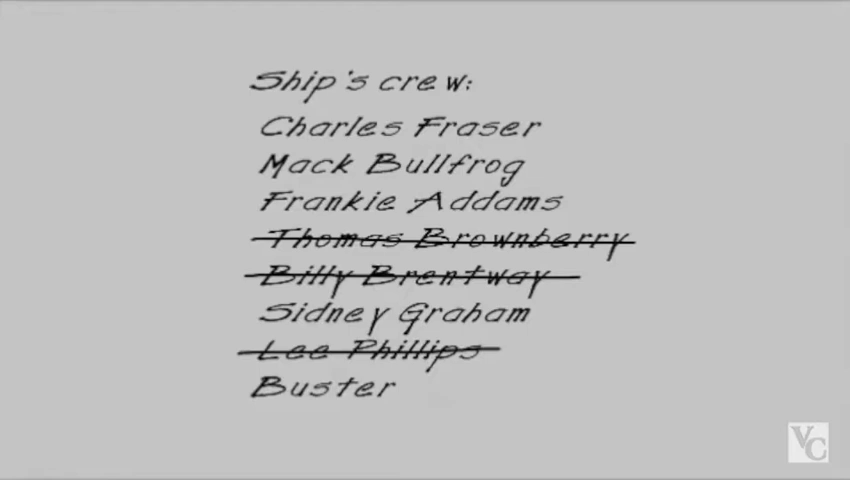 Ship's crew:
Charles Fraser
Mack Bullfrog
Frankie Addams
Thomas Brownberry
Billy Brentway
Sidney Graham
Lee Phillips
Buster
VC